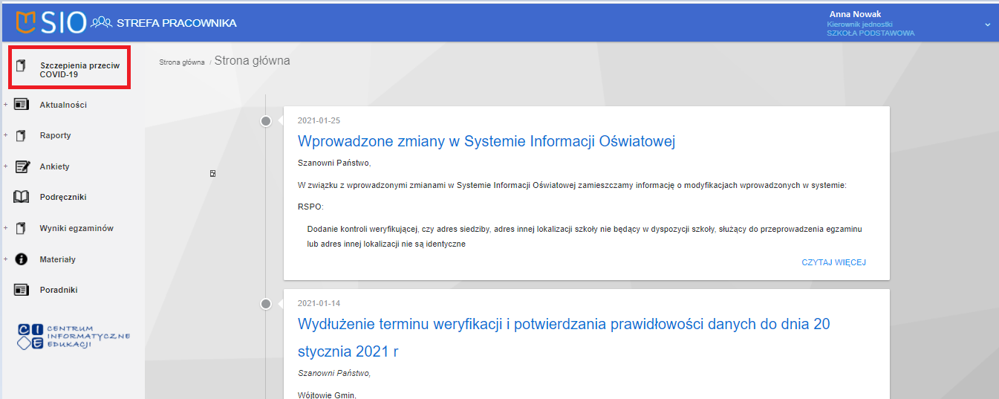 SIO STREFA PRACOWNIKA
Anna Nowak
Kierownik jednostki
SZKOŁA PODSTAWOWA
Szczepienia przeciw
COVID-19
+ Aktualności
+ Raporty
+ Ankiety
Podręczniki
+ Wyniki egzaminów
+ Materiały
Poradniki
CIE
CENTRUM
INFORMATYCZNE
EDUKACJI
Strona główna / Strona główna
2021-01-25
Wprowadzone zmiany w Systemie Informacji Oświatowej
Szanowni Państwo,
W związku z wprowadzonymi zmianami w Systemie Informacji Oświatowej zamieszczamy informację o modyfikacjach wprowadzonych w systemie:
RSPO:
Dodanie kontroli weryfikującej, czy adres siedziby, adres innej lokalizacji szkoły nie będący w dyspozycji szkoły, służący do przeprowadzenia egzaminu
lub adres innej lokalizacji nie są identyczne
CZYTAJ WIĘCEJ
2021-01-14
Wydłużenie terminu weryfikacji i potwierdzania prawidłowości danych do dnia 20
stycznia 2021 r
Szanowni Państwo,
Wójtowie Gmin,